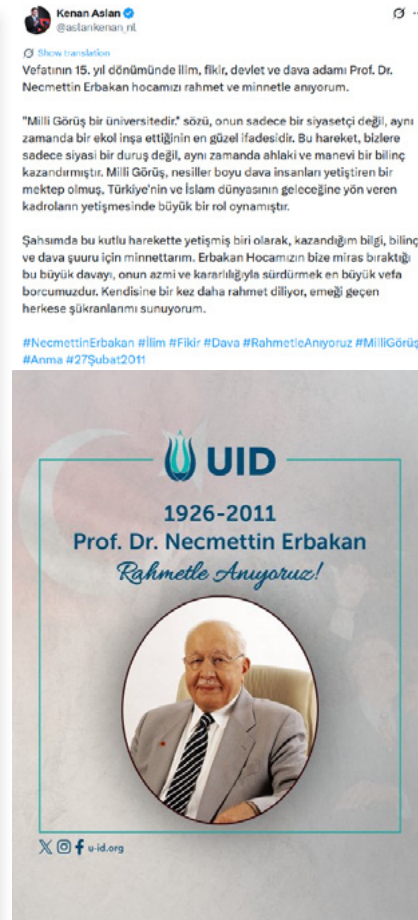 Kenan Aslan
@aslankenan_nl
Show translation
Vefatının 15. yıl dönümünde ilim, fikir, devlet ve dava adamı Prof. Dr.
Necmettin Erbakan hocamızı rahmet ve minnetle anıyorum.
"Milli Görüş bir üniversitedir." sözü, onun sadece bir siyasetçi değil, aynı
zamanda bir ekol inşa ettiğinin en güzel ifadesidir. Bu hareket, bizlere
sadece siyasi bir duruş değil, aynı zamanda ahlaki ve manevi bir bilinç
kazandırmıştır. Milli Görüş, nesiller boyu dava insanları yetiştiren bir
mektep olmuş, Türkiye'nin ve İslam dünyasının geleceğine yön veren
kadroların yetişmesinde büyük bir rol oynamıştır.
Şahsımda bu kutlu harekette yetişmiş biri olarak, kazandığım bilgi, bilinç
ve dava şuuru için minnettarım. Erbakan Hocamızın bize miras bıraktığı
bu büyük davayı, onun azmi ve kararlılığıyla sürdürmek en büyük vefa
borcumuzdur. Kendisine bir kez daha rahmet diliyor, emeği geçen
herkese şükranlarımı sunuyorum.
#NecmettinErbakan #İlim #Fikir #Dava #RahmetleAnıyoruz #MilliGörüş
#Anma #27Şubat2011
UID
1926-2011
Prof. Dr. Necmettin Erbakan
Rahmetle Anıyoruz!
u-id.org